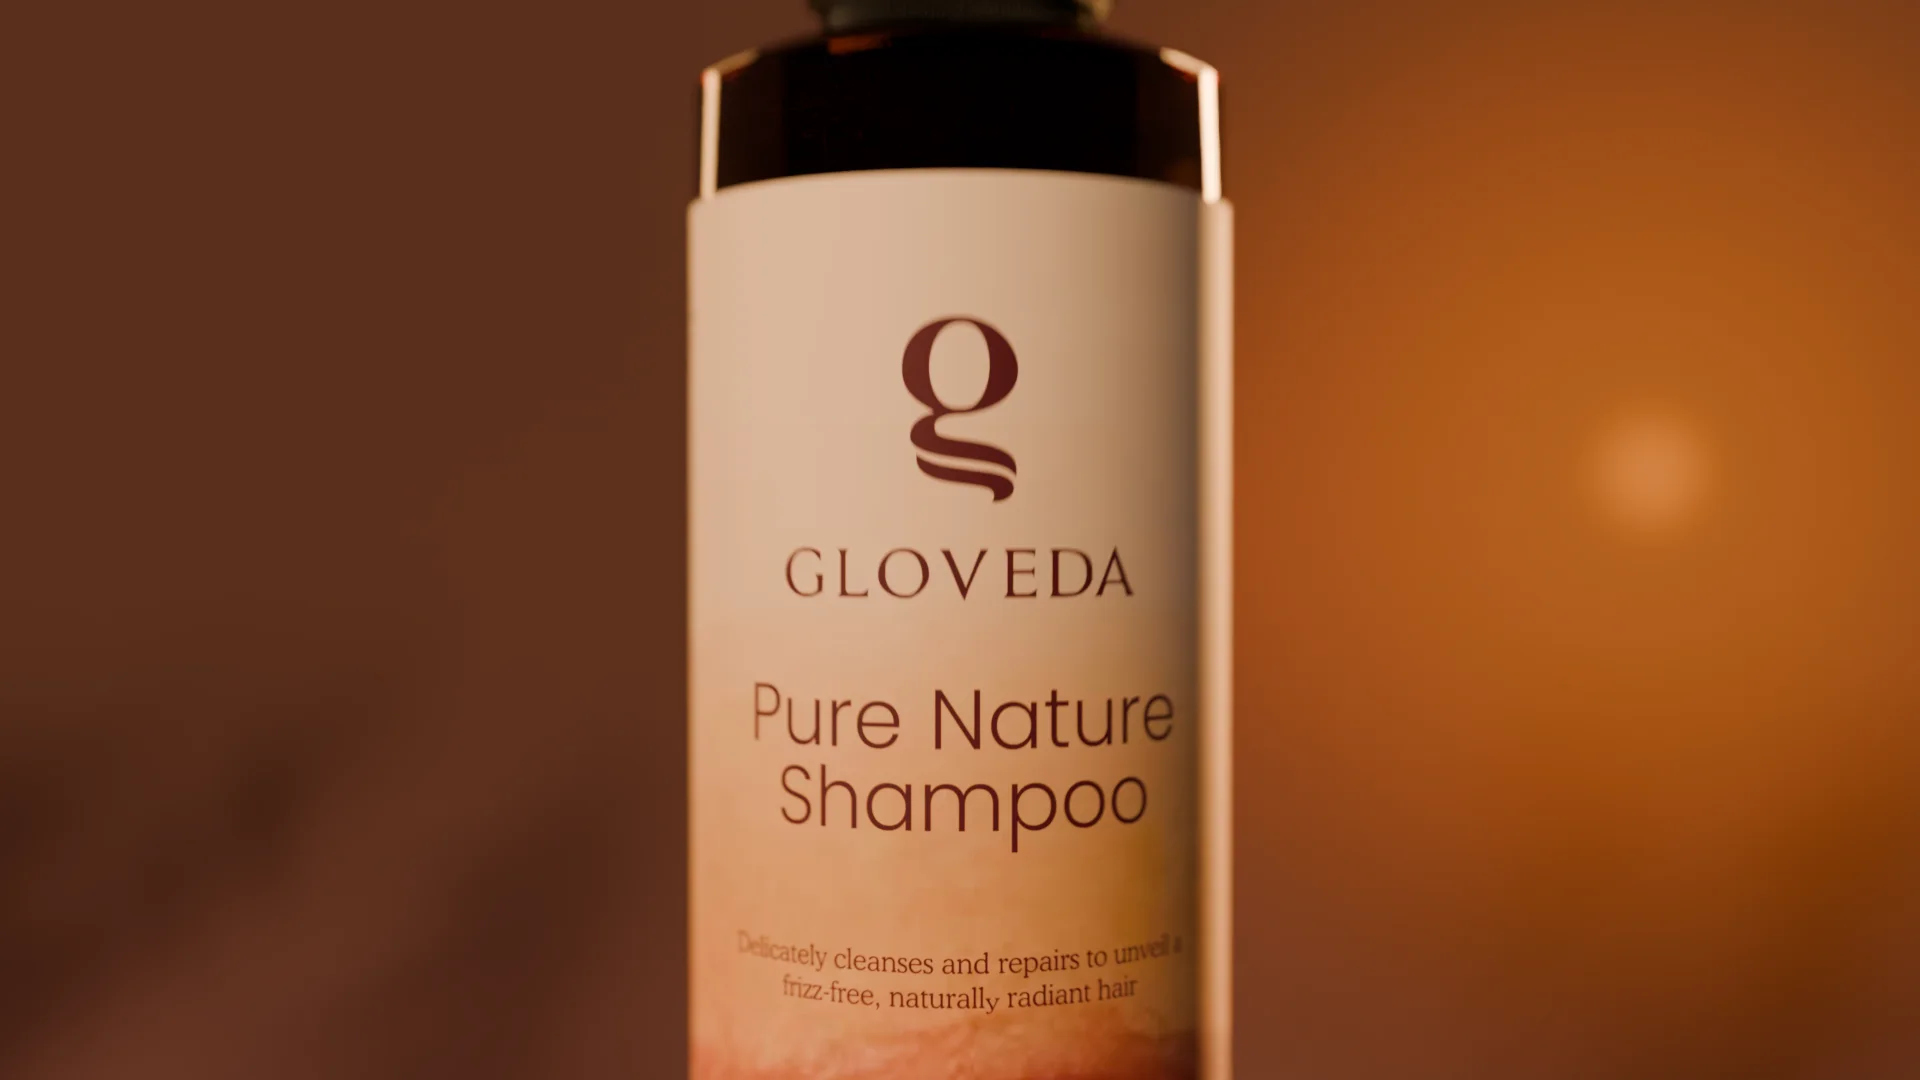 g
GLOVEDA
Pure Nature
Shampoo
Delicately cleanses and repairs to unveil a
frizz-free, naturally radiant hair